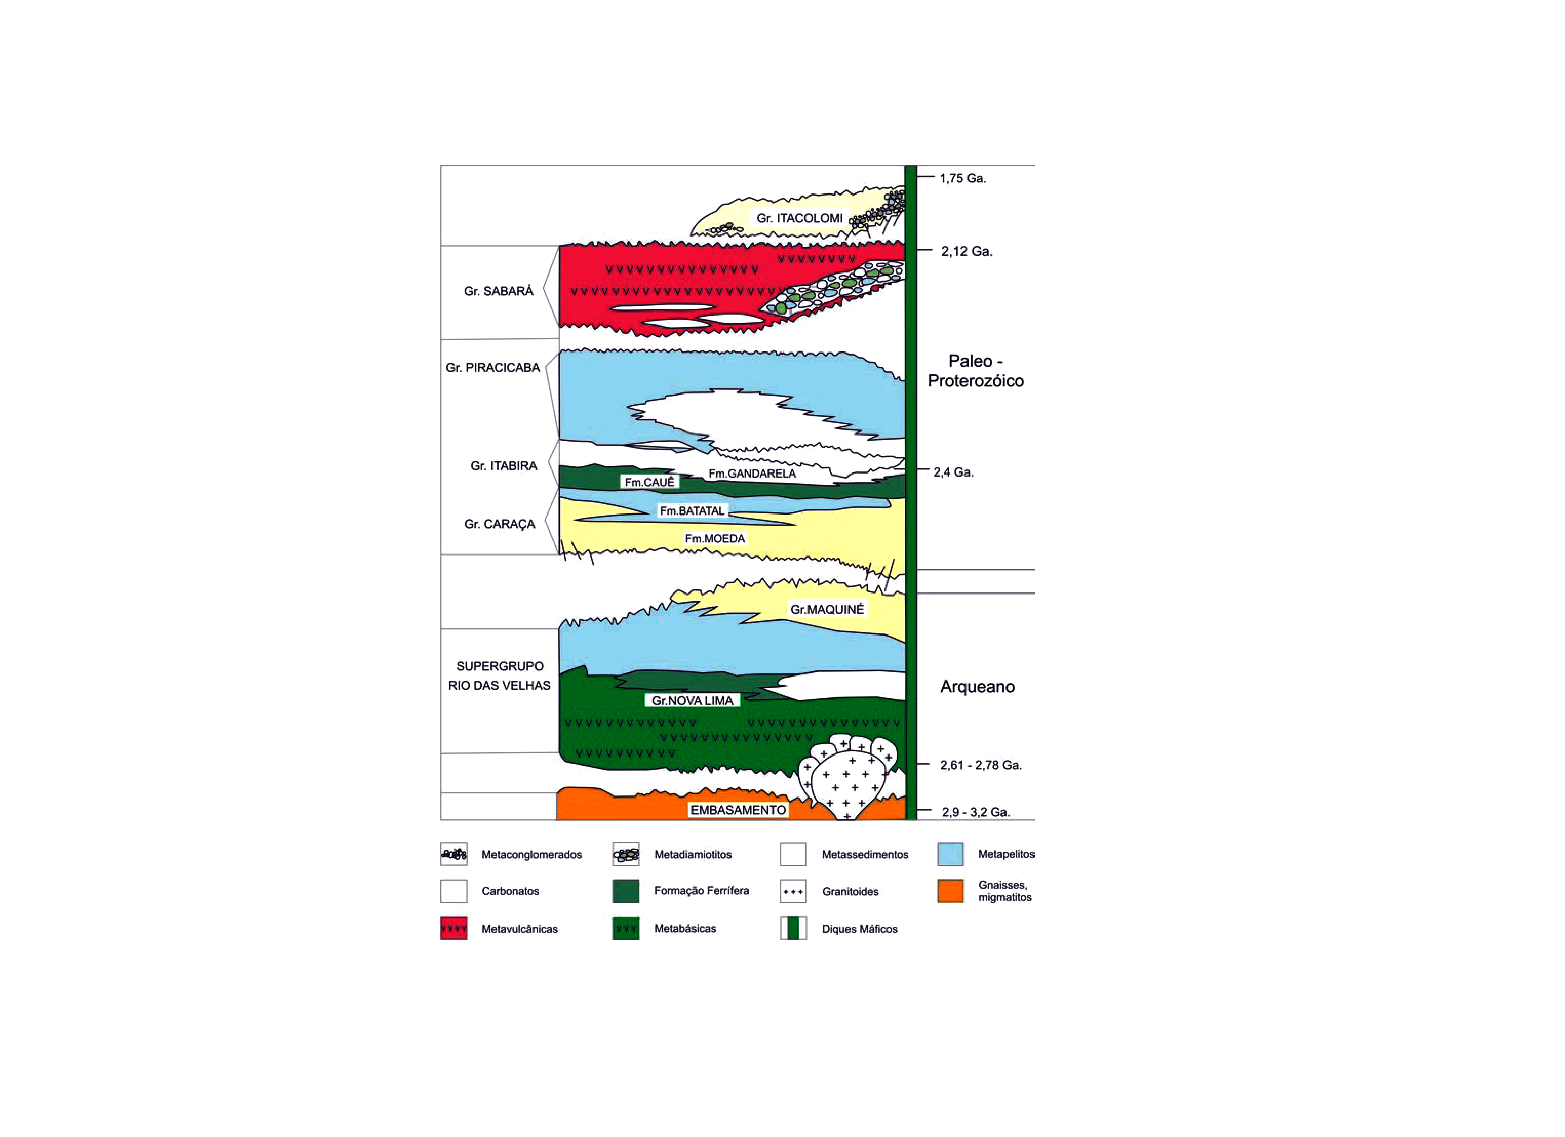 1,75 Ga.
Gr. ITACOLOMI
2,12 Ga.
Gr. SABARÁ
Gr. PIRACICABA
Paleo -
Proterozóico
Gr. ITABIRA
Fm.GANDARELA
2,4 Ga.
Fm.CAUÊ
Fm.BATATAL
Gr. CARAÇA
Fm.MOEDA
Gr.MAQUINÉ
SUPERGRUPO
RIO DAS VELHAS
Arqueano
Gr.NOVA LIMA
2,61 - 2,78 Ga.
EMBASAMENTO
2,9 - 3,2 Ga.
Metaconglomerados
Metadiamiotitos
Metassedimentos
Metapelitos
Carbonatos
Formação Ferrífera
Granitoides
Gnaisses,
migmatitos
Metavulcânicas
Metabásicas
Diques Máficos